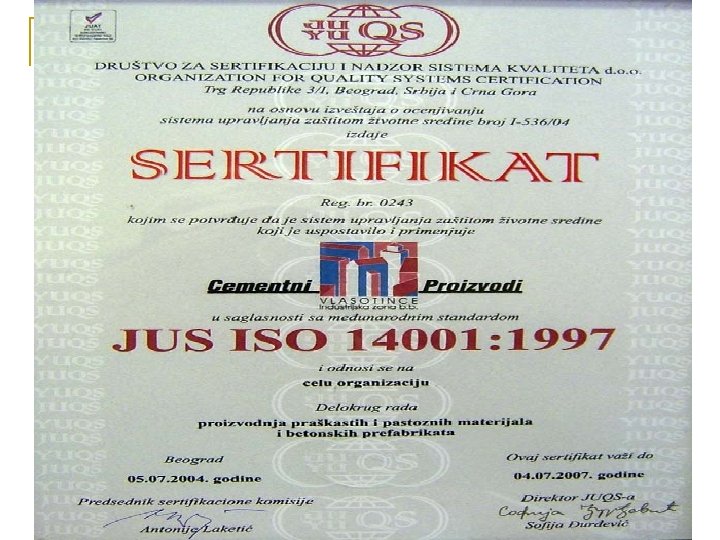 JUQS
YU
DRUŠTVO ZA SERTIFIKACIJU I NADZOR SISTEMA KVALITETA d.o.o.
ORGANIZATION FOR QUALITY SYSTEMS CERTIFICATION
Trg Republike 3/I, Beograd, Srbija i Crna Gora
na osnovu izveštaja o ocenjivanju
sistema upravljanja zaštitom životne sredine broj I-536/04
izdaje
SERTIFIKAT
Reg. br. 0243
kojim se potvrđuje da je sistem upravljanja zaštitom životne sredine
koji je uspostavilo i primenjuje
Cementni Proizvodi
VLASOTINCE
Industrijska zona b.b.
u saglasnosti sa međunarodnim standardom
JUS ISO 14001:1997
i odnosi se na
celu organizaciju
Delokrug rada
proizvodnja praškastih i pastoznih materijala
i betonskih prefabrikata
Beograd
05.07.2004. godine
Predsednik sertifikacione komisije
Antonije Laketić
Ovaj sertifikat važi do
04.07.2007. godine
Direktor JUQS-a
Sofija Đurđević